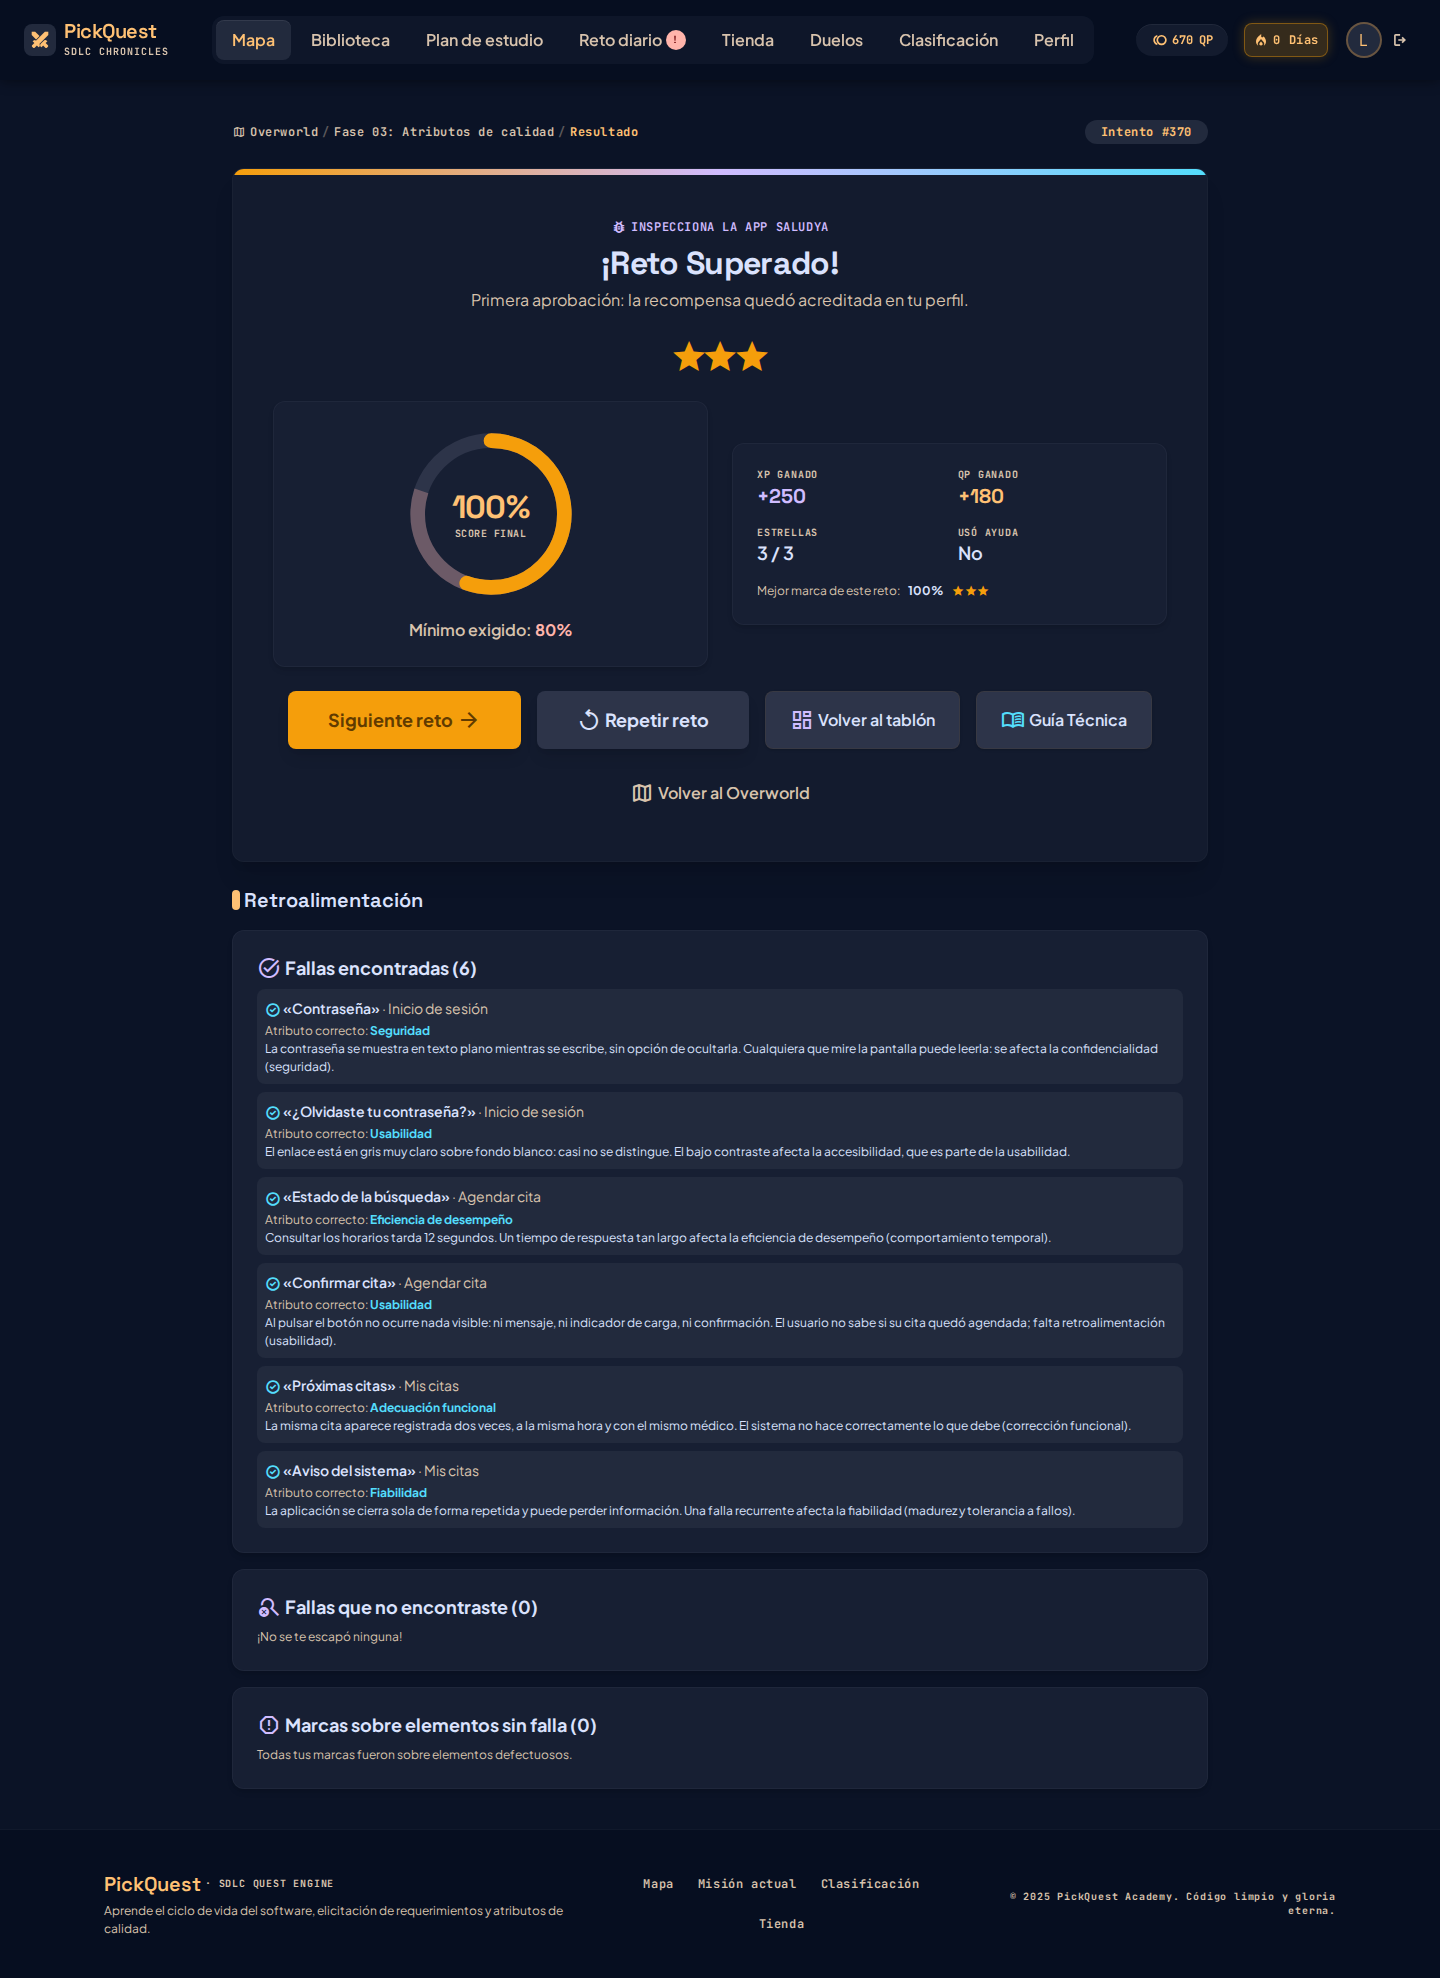 PickQuest
SDLC CHRONICLES
Mapa
Biblioteca
Plan de estudio
Reto diario !
Tienda
Duelos
Clasificación
Perfil
670 QP
0 Días
L
Overworld / Fase 03: Atributos de calidad / Resultado
Intento #370
INSPECCIONA LA APP SALUDYA
¡Reto Superado!
Primera aprobación: la recompensa quedó acreditada en tu perfil.
100%
SCORE FINAL
Mínimo exigido: 80%
XP GANADO
+250
QP GANADO
+180
ESTRELLAS
3 / 3
USÓ AYUDA
No
Mejor marca de este reto: 100%
Siguiente reto
Repetir reto
Volver al tablón
Guía Técnica
Volver al Overworld
Retroalimentación
Fallas encontradas (6)
«Contraseña» · Inicio de sesión
Atributo correcto: Seguridad
La contraseña se muestra en texto plano mientras se escribe, sin opción de ocultarla. Cualquiera que mire la pantalla puede leerla: se afecta la confidencialidad
(seguridad).
«¿Olvidaste tu contraseña?» · Inicio de sesión
Atributo correcto: Usabilidad
El enlace está en gris muy claro sobre fondo blanco: casi no se distingue. El bajo contraste afecta la accesibilidad, que es parte de la usabilidad.
«Estado de la búsqueda» · Agendar cita
Atributo correcto: Eficiencia de desempeño
Consultar los horarios tarda 12 segundos. Un tiempo de respuesta tan largo afecta la eficiencia de desempeño (comportamiento temporal).
«Confirmar cita» · Agendar cita
Atributo correcto: Usabilidad
Al pulsar el botón no ocurre nada visible: ni mensaje, ni indicador de carga, ni confirmación. El usuario no sabe si su cita quedó agendada; falta retroalimentación
(usabilidad).
«Próximas citas» · Mis citas
Atributo correcto: Adecuación funcional
La misma cita aparece registrada dos veces, a la misma hora y con el mismo médico. El sistema no hace correctamente lo que debe (corrección funcional).
«Aviso del sistema» · Mis citas
Atributo correcto: Fiabilidad
La aplicación se cierra sola de forma repetida y puede perder información. Una falla recurrente afecta la fiabilidad (madurez y tolerancia a fallos).
Fallas que no encontraste (0)
¡No se te escapó ninguna!
Marcas sobre elementos sin falla (0)
Todas tus marcas fueron sobre elementos defectuosos.
PickQuest · SDLC QUEST ENGINE
Aprende el ciclo de vida del software, elicitación de requerimientos y atributos de
calidad.
Mapa
Misión actual
Clasificación
Tienda
© 2025 PickQuest Academy. Código limpio y gloria
eterna.